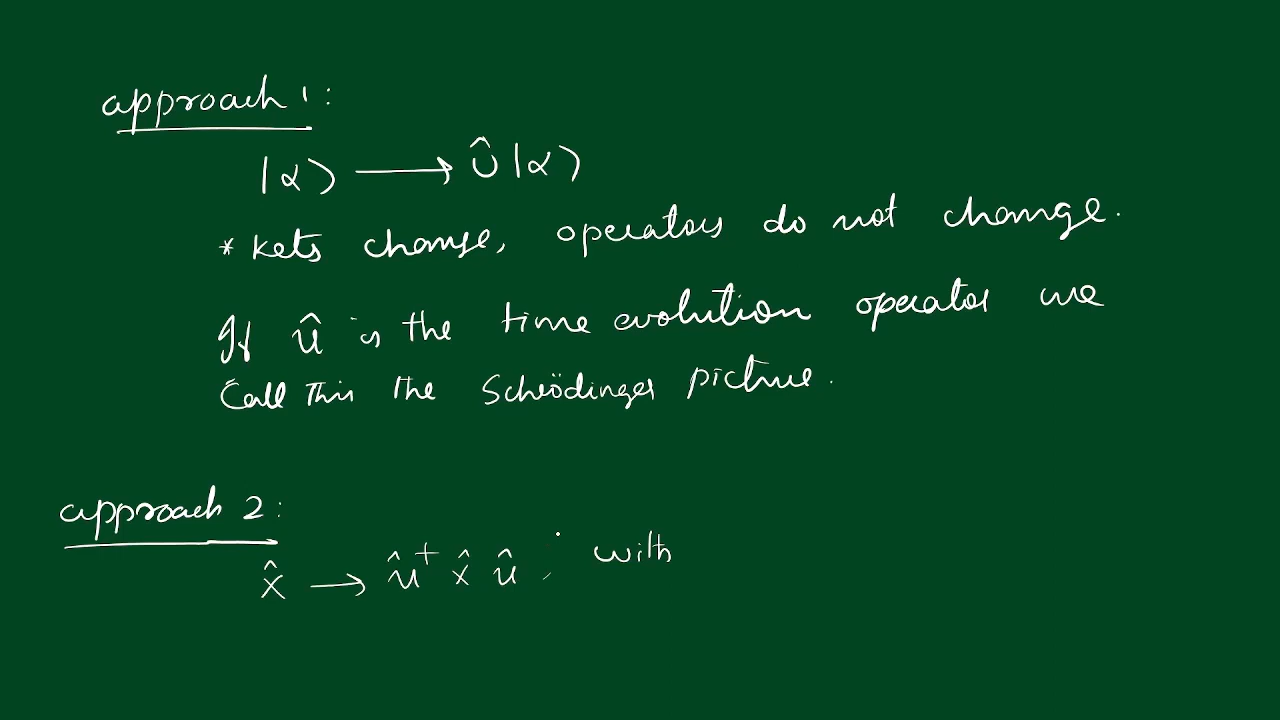 approach 1:
|α⟩ ⟶ Û|α⟩
* Kets change, operators do not change.
If û is the time evolution operator we
Call This the Schrödinger picture.
approach 2:
x̂ → û† x̂ û ; with